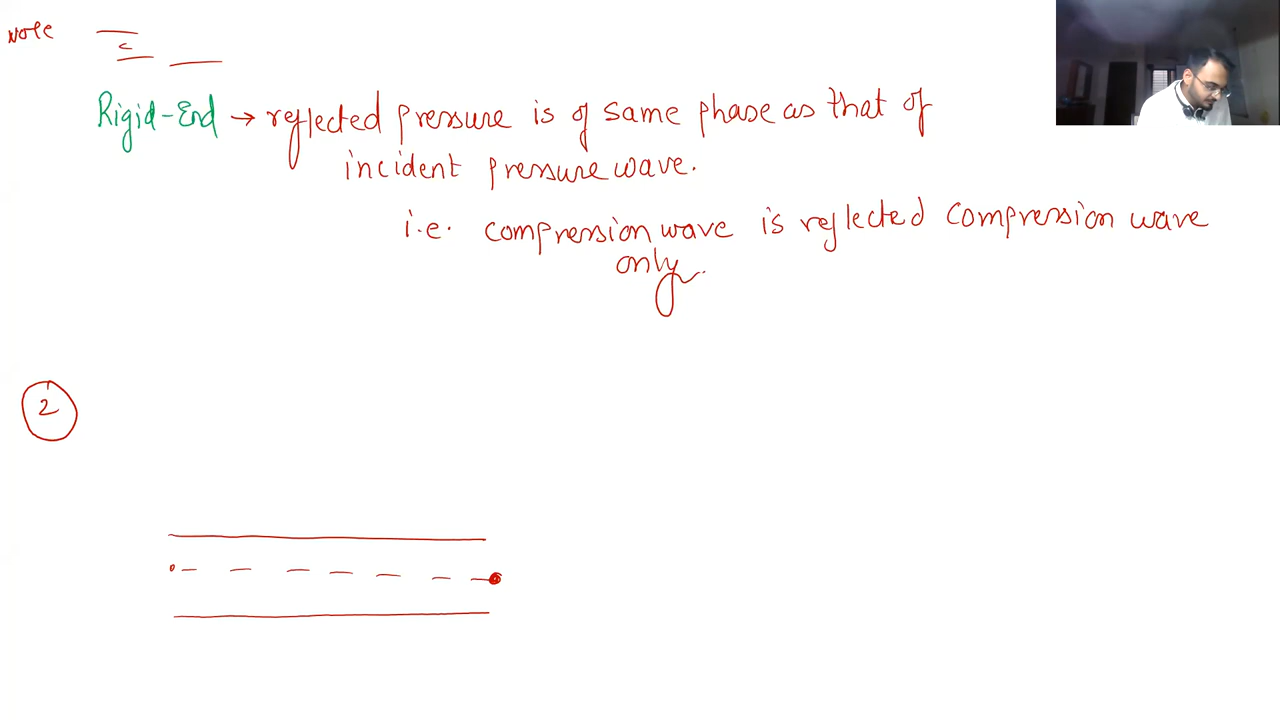 Note
Rigid-End → reflected pressure is of same phase as that of
incident pressure wave.
i.e. compression wave is reflected compression wave
only.
2